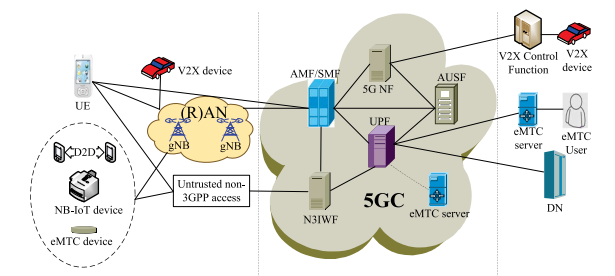 UE
V2X device
(R)AN
gNB
gNB
D2D
NB-IoT device
eMTC device
Untrusted non-
3GPP access
AMF/SMF
5G NF
AUSF
UPF
N3IWF
5GC
eMTC server
V2X Control
Function
V2X
device
eMTC
server
eMTC
User
DN